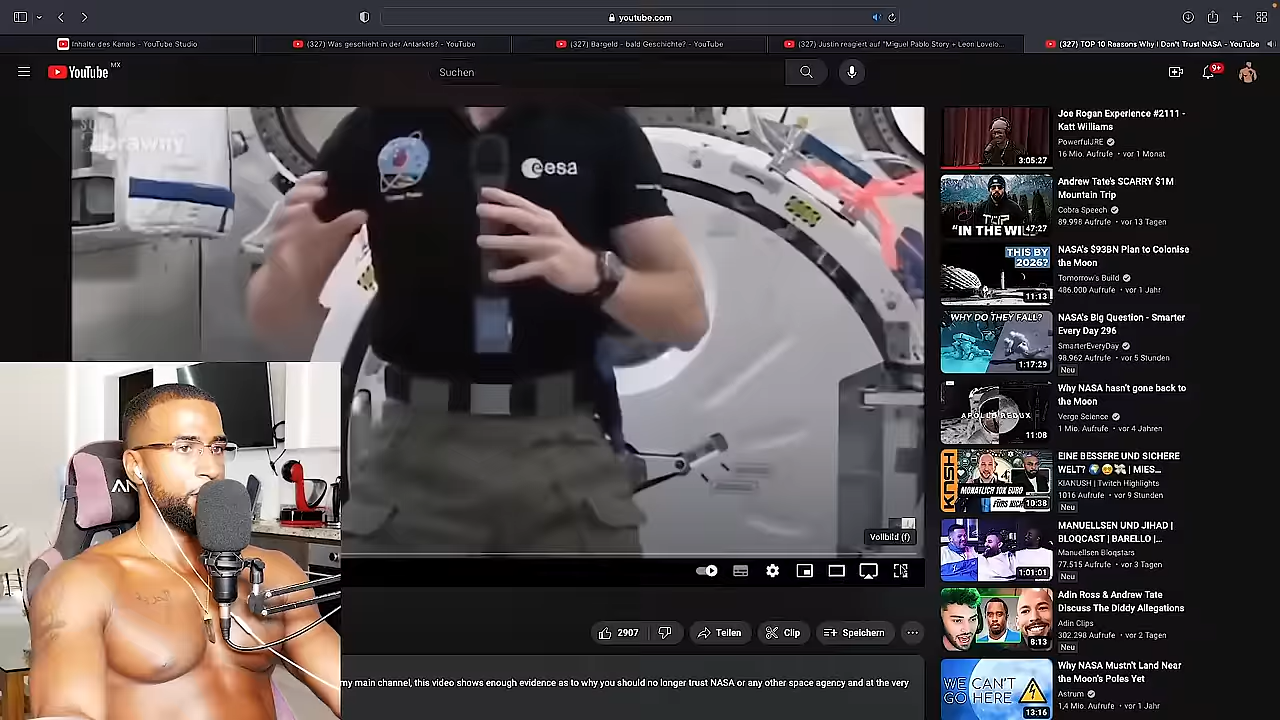 youtube.com
Inhalte des Kanals - YouTube Studio
(327) Was geschieht in der Antarktis? - YouTube
(327) Bargeld - bald Geschichte? - YouTube
(327) Justin reagiert auf "Miguel Pablo Story + Leon Lovelo...
(327) TOP 10 Reasons Why I Don't Trust NASA - YouTube
YouTube MX
Suchen
9+
brawny
esa
Vollbild (f)
2907
Teilen
Clip
Speichern
my main channel, this video shows enough evidence as to why you should no longer trust NASA or any other space agency and at the very
3:05:27
Joe Rogan Experience #2111 -
Katt Williams
PowerfulJRE
16 Mio. Aufrufe • vor 1 Monat
"IN THE WI
47:27
Andrew Tate's SCARRY $1M
Mountain Trip
Cobra Speech
89.998 Aufrufe • vor 13 Tagen
THIS BY
2026?
11:13
NASA's $93BN Plan to Colonise
the Moon
Tomorrow's Build
486.000 Aufrufe • vor 1 Jahr
WHY DO THEY FALL?
1:17:29
NASA's Big Question - Smarter
Every Day 296
SmarterEveryDay
98.962 Aufrufe • vor 5 Stunden
Neu
APOLLO REDUX
11:08
Why NASA hasn't gone back to
the Moon
Verge Science
1 Mio. Aufrufe • vor 4 Jahren
KUSH
MONATLICH 10K EURO
10:38
EINE BESSERE UND SICHERE
WELT? 🌍😊💸 | MIES...
KIANUSH | Twitch Highlights
1016 Aufrufe • vor 9 Stunden
Neu
1:01:01
MANUELLSEN UND JIHAD |
BLOQCAST | BARELLO |...
Manuellsen Bloqstars
77.515 Aufrufe • vor 3 Tagen
Neu
8:13
Adin Ross & Andrew Tate
Discuss The Diddy Allegations
Adin Clips
302.298 Aufrufe • vor 2 Tagen
Neu
WE CAN'T
GO HERE
13:16
Why NASA Mustn't Land Near
the Moon's Poles Yet
Astrum
1,4 Mio. Aufrufe • vor 1 Jahr